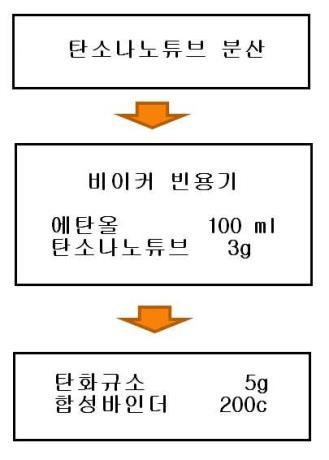 탄소나노튜브 분산
비이커 빈용기
에탄올 100 ml
탄소나노튜브 3g
탄화규소 5g
합성바인더 200c